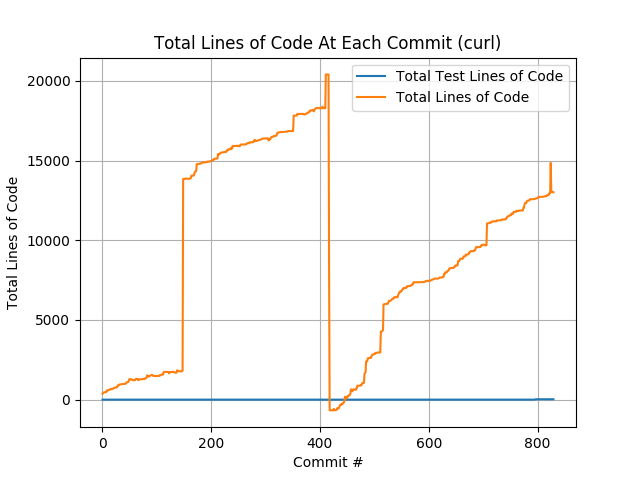 Total Lines of Code At Each Commit (curl)
Total Test Lines of Code
Total Lines of Code
Total Lines of Code
20000
15000
10000
5000
0
0 200 400 600 800
Commit #